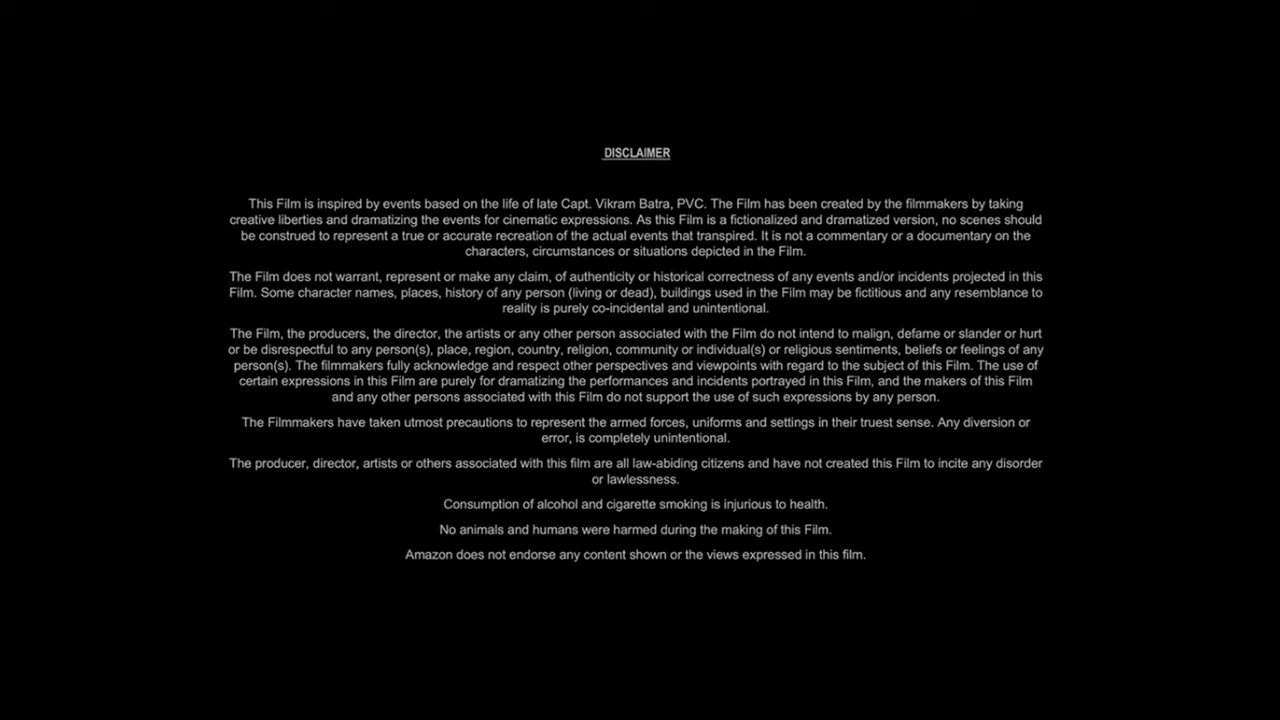 DISCLAIMER
This Film is inspired by events based on the life of late Capt. Vikram Batra, PVC. The Film has been created by the filmmakers by taking
creative liberties and dramatizing the events for cinematic expressions. As this Film is a fictionalized and dramatized version, no scenes should
be construed to represent a true or accurate recreation of the actual events that transpired. It is not a commentary or a documentary on the
characters, circumstances or situations depicted in the Film.
The Film does not warrant, represent or make any claim, of authenticity or historical correctness of any events and/or incidents projected in this
Film. Some character names, places, history of any person (living or dead), buildings used in the Film may be fictitious and any resemblance to
reality is purely co-incidental and unintentional.
The Film, the producers, the director, the artists or any other person associated with the Film do not intend to malign, defame or slander or hurt
or be disrespectful to any person(s), place, region, country, religion, community or individual(s) or religious sentiments, beliefs or feelings of any
person(s). The filmmakers fully acknowledge and respect other perspectives and viewpoints with regard to the subject of this Film. The use of
certain expressions in this Film are purely for dramatizing the performances and incidents portrayed in this Film, and the makers of this Film
and any other persons associated with this Film do not support the use of such expressions by any person.
The Filmmakers have taken utmost precautions to represent the armed forces, uniforms and settings in their truest sense. Any diversion or
error, is completely unintentional.
The producer, director, artists or others associated with this film are all law-abiding citizens and have not created this Film to incite any disorder
or lawlessness.
Consumption of alcohol and cigarette smoking is injurious to health.
No animals and humans were harmed during the making of this Film.
Amazon does not endorse any content shown or the views expressed in this film.